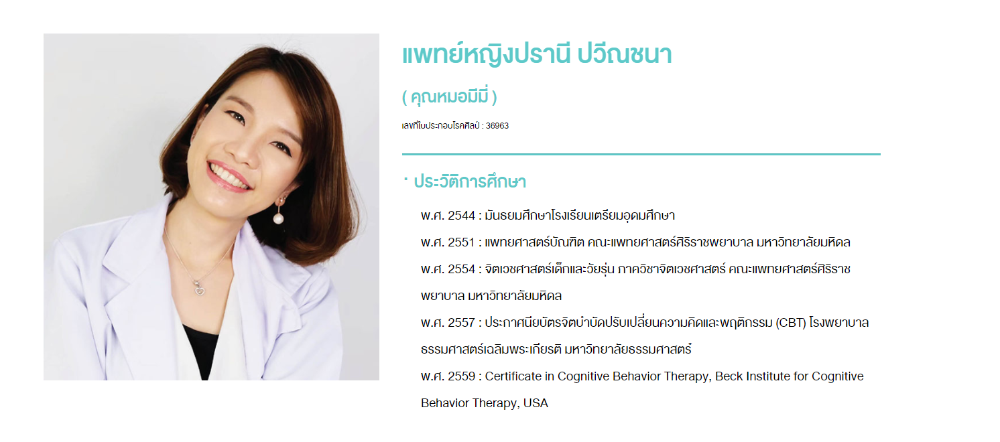 แพทย์หญิงปรานี ปวีณชนา
( คุณหมอมีมี่ )
เลขที่ใบประกอบโรคศิลป์ : 36963
· ประวัติการศึกษา
พ.ศ. 2544 : มันธยมศึกษาโรงเรียนเตรียมอุดมศึกษา
พ.ศ. 2551 : แพทยศาสตร์บัณฑิต คณะแพทยศาสตร์ศิริราชพยาบาล มหาวิทยาลัยมหิดล
พ.ศ. 2554 : จิตเวชศาสตร์เด็กและวัยรุ่น ภาควิชาจิตเวชศาสตร์ คณะแพทยศาสตร์ศิริราช
พยาบาล มหาวิทยาลัยมหิดล
พ.ศ. 2557 : ประกาศนียบัตรจิตบำบัดปรับเปลี่ยนความคิดและพฤติกรรม (CBT) โรงพยาบาล
ธรรมศาสตร์เฉลิมพระเกียรติ มหาวิทยาลัยธรรมศาสตร์
พ.ศ. 2559 : Certificate in Cognitive Behavior Therapy, Beck Institute for Cognitive
Behavior Therapy, USA